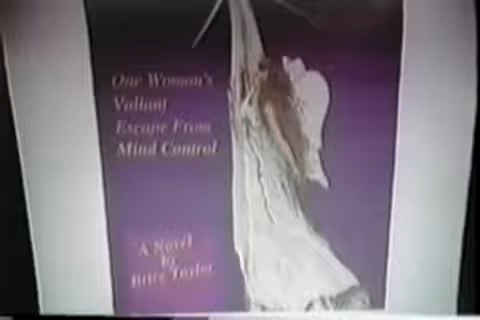 One Woman's
Valiant
Escape From
Mind Control
A Novel
by
Taylor